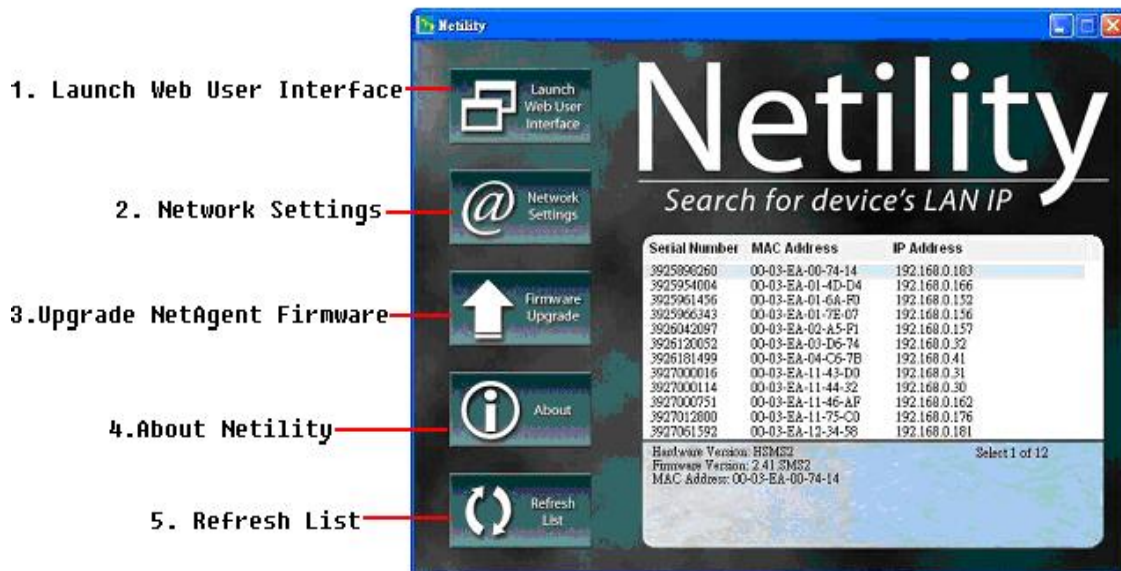 Netility
1. Launch Web User Interface
2. Network Settings
3.Upgrade NetAgent Firmware
4.About Netility
5. Refresh List
Launch
Web User
Interface
Network
Settings
Firmware
Upgrade
About
Refresh
List
Netility
Search for device's LAN IP
Serial Number MAC Address IP Address
3925898260 00-03-EA-00-74-14 192.168.0.183
3925954004 00-03-EA-01-4D-D4 192.168.0.166
3925961456 00-03-EA-01-6A-F0 192.168.0.152
3925966343 00-03-EA-01-7E-07 192.168.0.156
3926042097 00-03-EA-02-A5-F1 192.168.0.157
3926120052 00-03-EA-03-D6-74 192.168.0.32
3926181499 00-03-EA-04-C6-7B 192.168.0.41
3927000016 00-03-EA-11-43-D0 192.168.0.31
3927000114 00-03-EA-11-44-32 192.168.0.30
3927000751 00-03-EA-11-46-AF 192.168.0.162
3927012800 00-03-EA-11-75-C0 192.168.0.176
3927061592 00-03-EA-12-34-58 192.168.0.181
Hardware Version: HSMS2 Select 1 of 12
Firmware Version: 2.41.SMS2
MAC Address: 00-03-EA-00-74-14